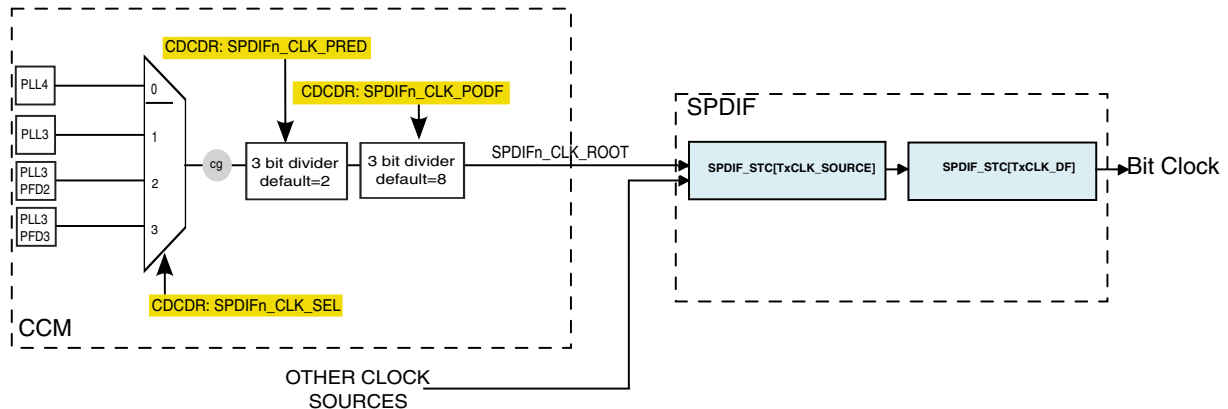 CDCDR: SPDIFn_CLK_PRED
CDCDR: SPDIFn_CLK_PODF
PLL4
PLL3
PLL3
PFD2
PLL3
PFD3
0
1
2
3
cg
3 bit divider
default=2
3 bit divider
default=8
SPDIFn_CLK_ROOT
CDCDR: SPDIFn_CLK_SEL
CCM
OTHER CLOCK
SOURCES
SPDIF
SPDIF_STC[TxCLK_SOURCE]
SPDIF_STC[TxCLK_DF]
Bit Clock